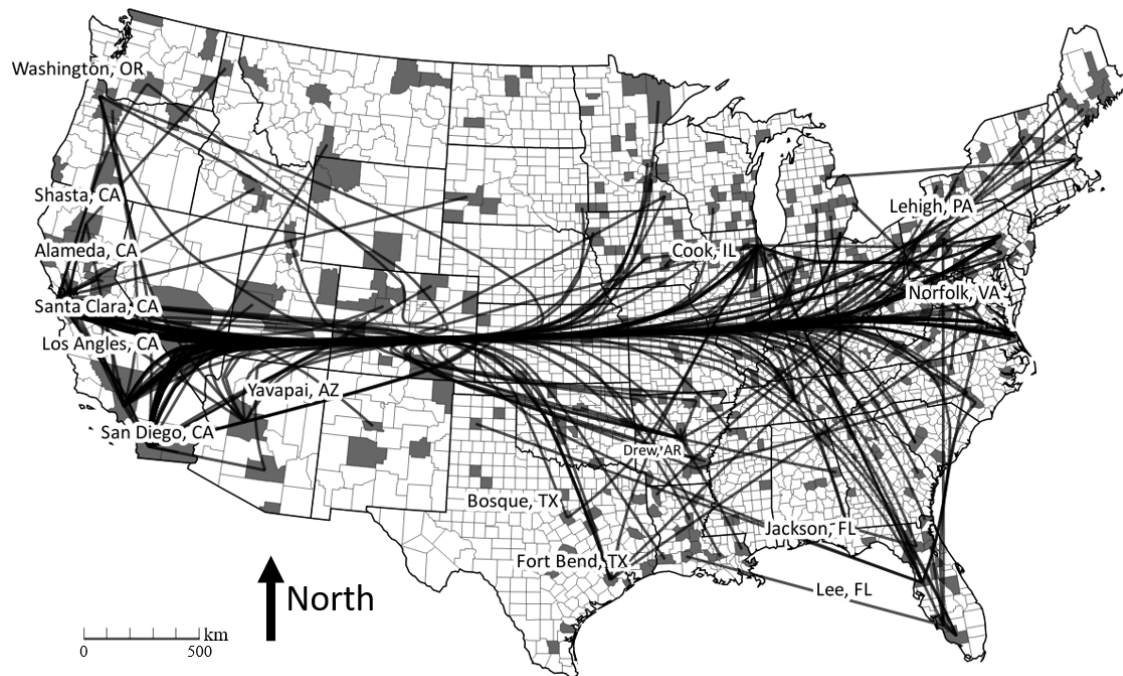 Washington, OR
Shasta, CA
Lehigh, PA
Alameda, CA
Cook, IL
Santa Clara, CA
Norfolk, VA
Los Angles, CA
Yavapai, AZ
San Diego, CA
Drew, AR
Bosque, TX
Jackson, FL
Fort Bend, TX
Lee, FL
North
km
0 500